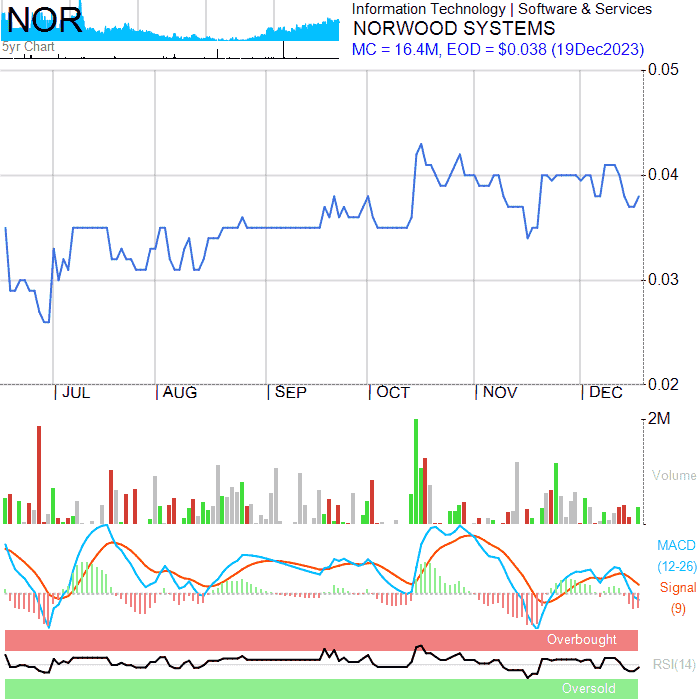 NOR
5yr Chart
Information Technology | Software & Services
NORWOOD SYSTEMS
MC = 16.4M, EOD = $0.038 (19Dec2023)
0.05
0.04
0.03
0.02
JUL AUG SEP OCT NOV DEC
2M
Volume
MACD
(12-26)
Signal
(9)
Overbought
RSI(14)
Oversold